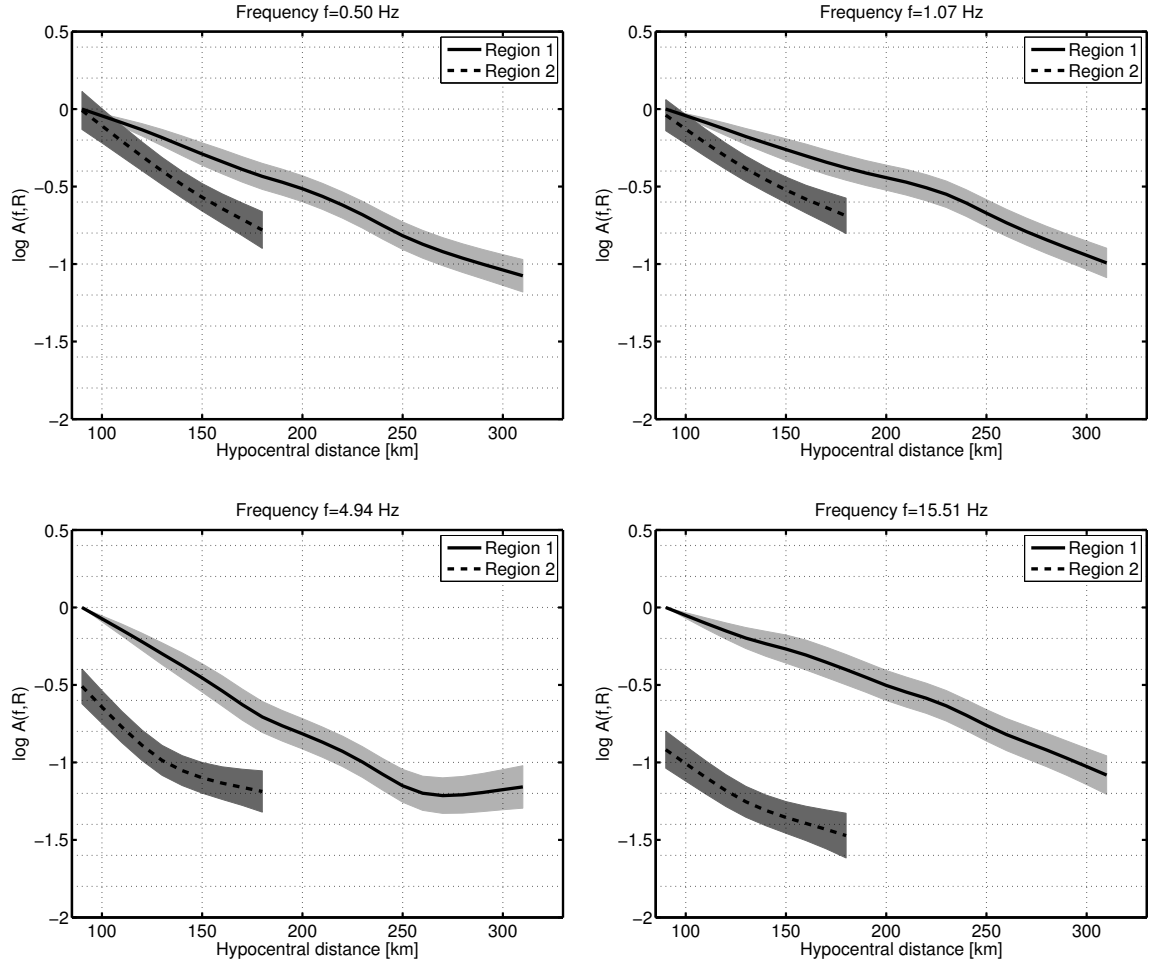 Frequency f=0.50 Hz
0.5
0
−0.5
−1
−1.5
−2
log A(f,R)
100 150 200 250 300
Hypocentral distance [km]
Region 1
Region 2
Frequency f=1.07 Hz
0.5
0
−0.5
−1
−1.5
−2
log A(f,R)
100 150 200 250 300
Hypocentral distance [km]
Region 1
Region 2
Frequency f=4.94 Hz
0.5
0
−0.5
−1
−1.5
−2
log A(f,R)
100 150 200 250 300
Hypocentral distance [km]
Region 1
Region 2
Frequency f=15.51 Hz
0.5
0
−0.5
−1
−1.5
−2
log A(f,R)
100 150 200 250 300
Hypocentral distance [km]
Region 1
Region 2